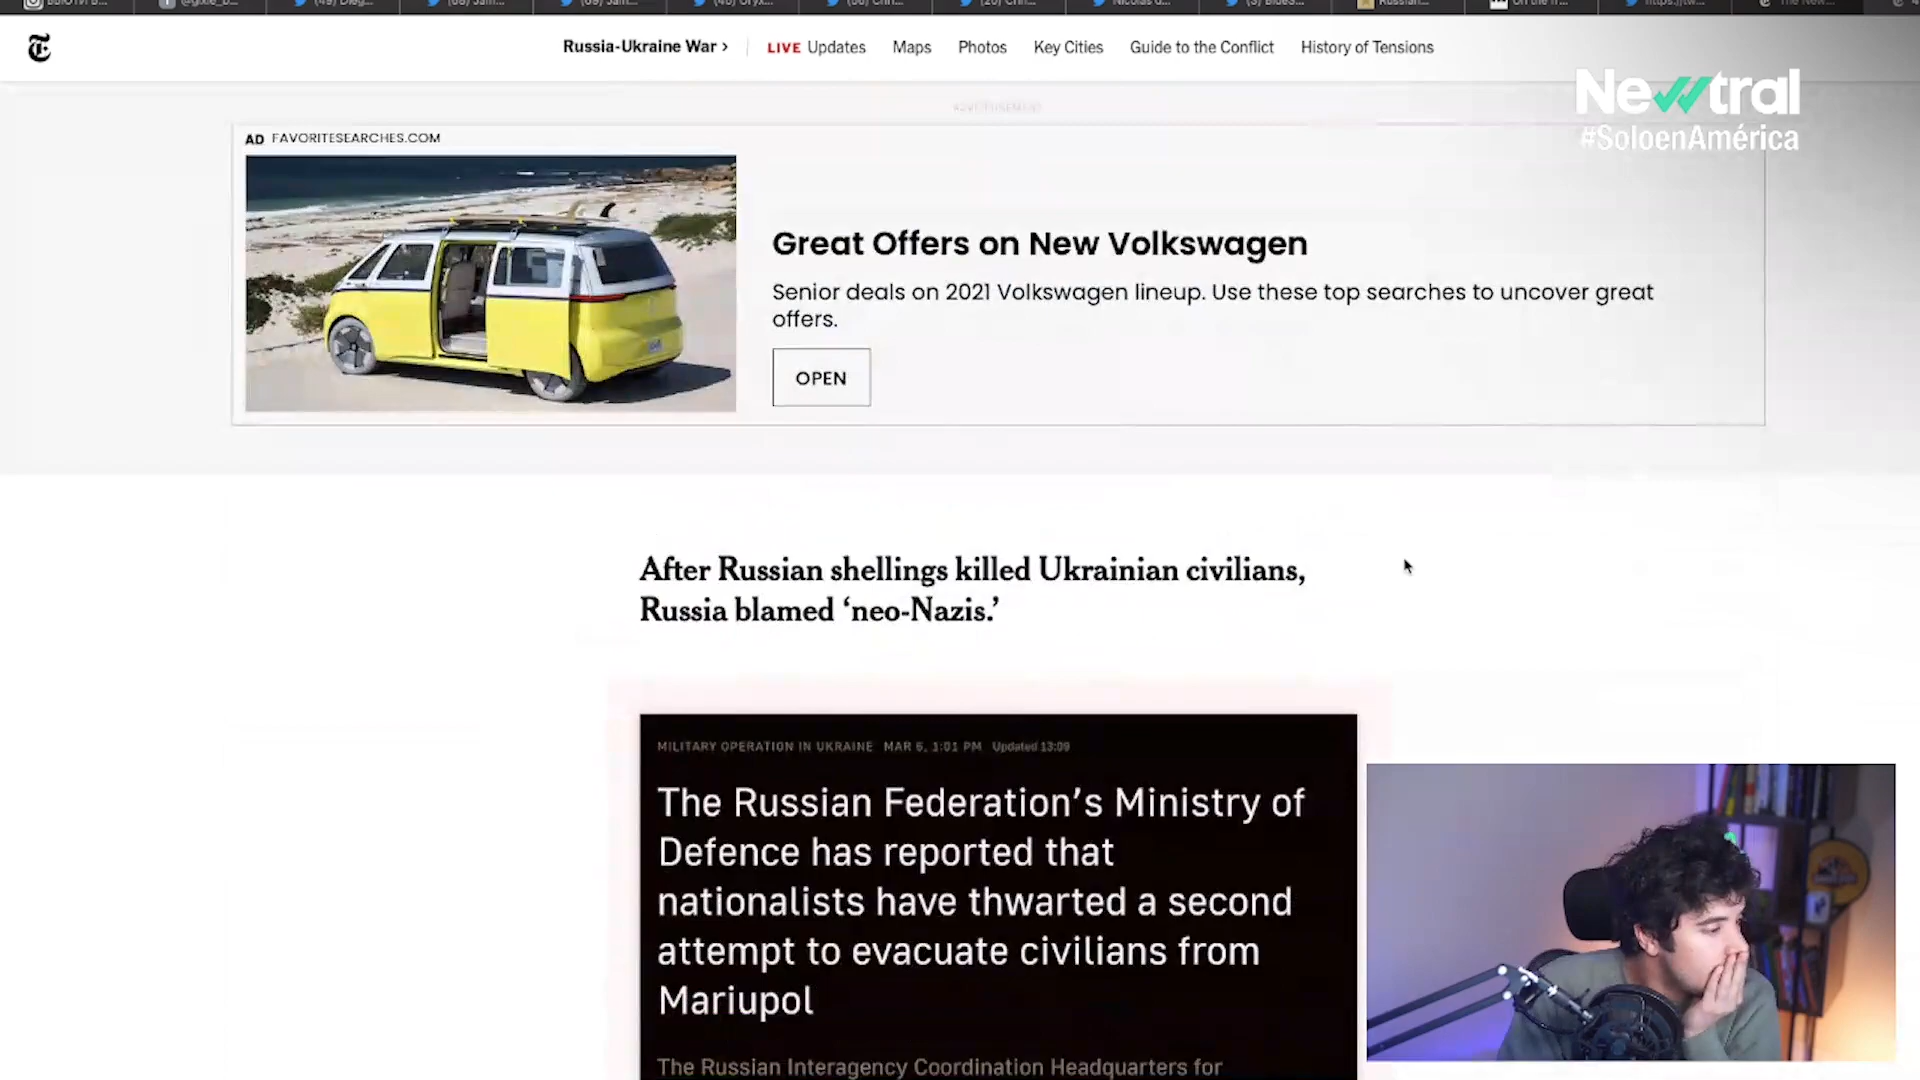 Russia-Ukraine War › LIVE Updates Maps Photos Key Cities Guide to the Conflict History of Tensions
Newtral
#SoloenAmérica
AD FAVORITESEARCHES.COM
Great Offers on New Volkswagen
Senior deals on 2021 Volkswagen lineup. Use these top searches to uncover great
offers.
OPEN
After Russian shellings killed Ukrainian civilians,
Russia blamed ‘neo-Nazis.’
MILITARY OPERATION IN UKRAINE MAR 6, 1:01 PM Updated 13:09
The Russian Federation’s Ministry of
Defence has reported that
nationalists have thwarted a second
attempt to evacuate civilians from
Mariupol
The Russian Interagency Coordination Headquarters for